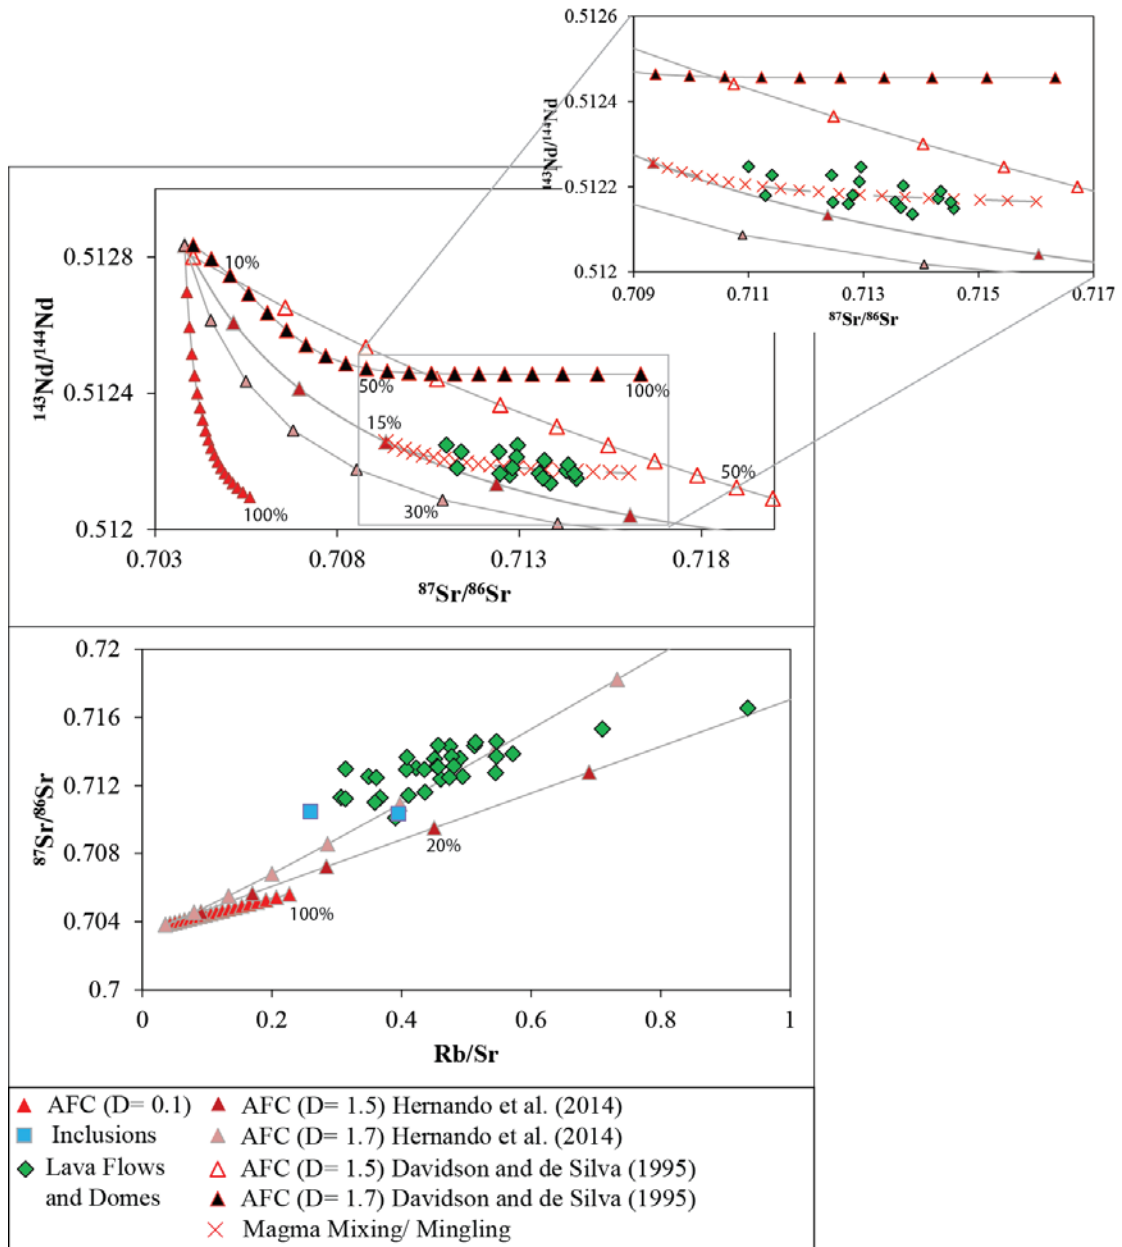 0.5126
0.5124
0.5122
0.512
143Nd/144Nd
0.709
0.711
0.713
0.715
0.717
87Sr/86Sr
0.5128
0.5124
0.512
143Nd/144Nd
10%
50%
100%
15%
30%
50%
100%
0.703
0.708
0.713
0.718
87Sr/86Sr
0.72
0.716
0.712
0.708
0.704
0.7
87Sr/86Sr
20%
100%
0
0.2
0.4
0.6
0.8
1
Rb/Sr
AFC (D= 0.1)
Inclusions
Lava Flows
and Domes
AFC (D= 1.5) Hernando et al. (2014)
AFC (D= 1.7) Hernando et al. (2014)
AFC (D= 1.5) Davidson and de Silva (1995)
AFC (D= 1.7) Davidson and de Silva (1995)
Magma Mixing/ Mingling